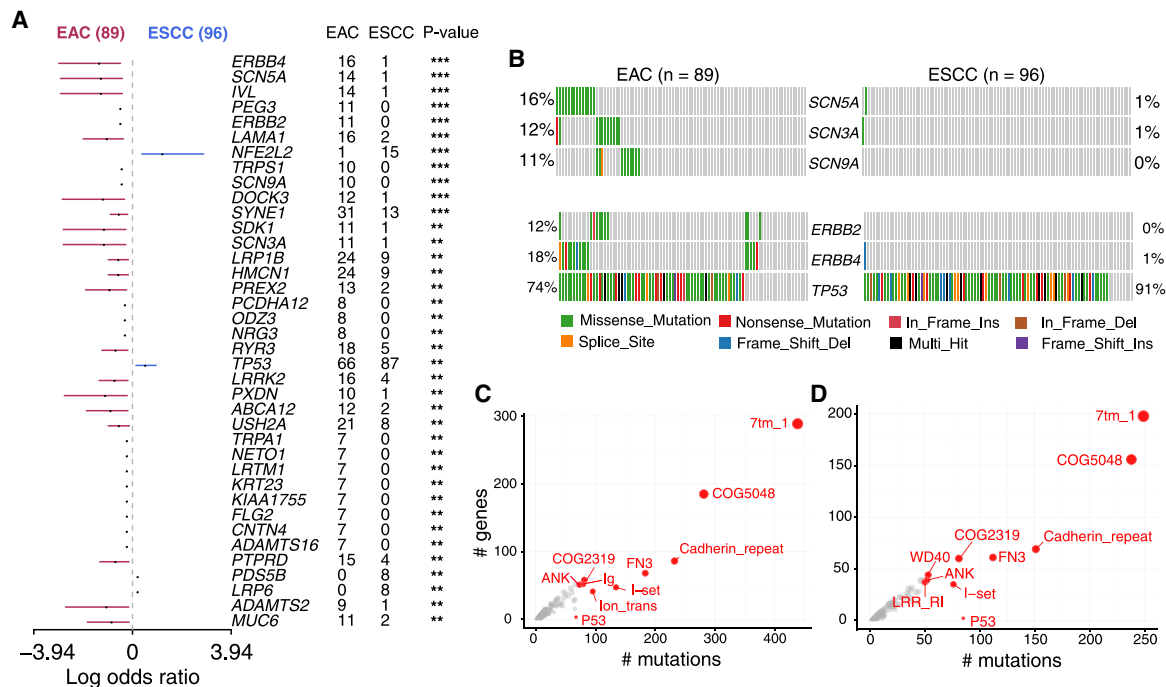 A
EAC (89) ESCC (96) EAC ESCC P-value
ERBB4 16 1 ***
SCN5A 14 1 ***
IVL 14 1 ***
PEG3 11 0 ***
ERBB2 11 0 ***
LAMA1 16 2 ***
NFE2L2 1 15 ***
TRPS1 10 0 ***
SCN9A 10 0 ***
DOCK3 12 1 ***
SYNE1 31 13 ***
SDK1 11 1 **
SCN3A 11 1 **
LRP1B 24 9 **
HMCN1 24 9 **
PREX2 13 2 **
PCDHA12 8 0 **
ODZ3 8 0 **
NRG3 8 0 **
RYR3 18 5 **
TP53 66 87 **
LRRK2 16 4 **
PXDN 10 1 **
ABCA12 12 2 **
USH2A 21 8 **
TRPA1 7 0 **
NETO1 7 0 **
LRTM1 7 0 **
KRT23 7 0 **
KIAA1755 7 0 **
FLG2 7 0 **
CNTN4 7 0 **
ADAMTS16 7 0 **
PTPRD 15 4 **
PDS5B 0 8 **
LRP6 0 8 **
ADAMTS2 9 1 **
MUC6 11 2 **
−3.94 0 3.94
Log odds ratio
B
EAC (n = 89) ESCC (n = 96)
16% SCN5A 1%
12% SCN3A 1%
11% SCN9A 0%
12% ERBB2 0%
18% ERBB4 1%
74% TP53 91%
Missense_Mutation Nonsense_Mutation In_Frame_Ins In_Frame_Del
Splice_Site Frame_Shift_Del Multi_Hit Frame_Shift_Ins
C
300
200
100
0
# genes
7tm_1
COG5048
Cadherin_repeat
FN3
COG2319
ANK
Ig
I−set
Ion_trans
P53
0 100 200 300 400
# mutations
D
200
150
100
50
0
7tm_1
COG5048
COG2319
Cadherin_repeat
WD40
FN3
ANK
I−set
LRR_RI
P53
0 50 100 150 200 250
# mutations